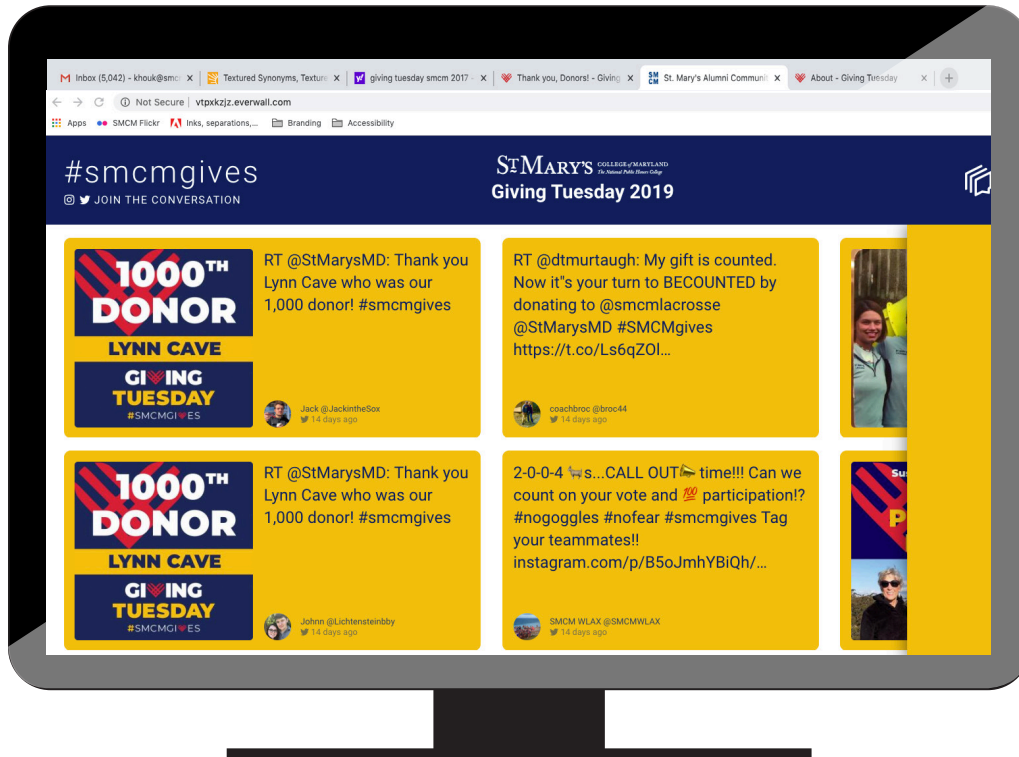 Inbox (5,042) - khouk@smc
Textured Synonyms, Texture
giving tuesday smcm 2017 -
Thank you, Donors! - Giving
St. Mary's Alumni Communi
About - Giving Tuesday
Not Secure | vtpxkzjz.everwall.com
Apps
SMCM Flickr
Inks, separations,...
Branding
Accessibility
#smcmgives
JOIN THE CONVERSATION
ST MARY'S COLLEGE of MARYLAND
The National Public Honors College
Giving Tuesday 2019
1000TH
DONOR
LYNN CAVE
GIVING
TUESDAY
#SMCMGIVES
RT @StMarysMD: Thank you
Lynn Cave who was our
1,000 donor! #smcmgives
Jack @JackintheSox
14 days ago
RT @dtmurtaugh: My gift is counted.
Now it"s your turn to BECOUNTED by
donating to @smcmlacrosse
@StMarysMD #SMCMgives
https://t.co/Ls6qZOl…
coachbroc @broc44
14 days ago
1000TH
DONOR
LYNN CAVE
GIVING
TUESDAY
#SMCMGIVES
RT @StMarysMD: Thank you
Lynn Cave who was our
1,000 donor! #smcmgives
Johnn @Lichtensteinbby
14 days ago
2-0-0-4 🐏s...CALL OUT📣 time!!! Can we
count on your vote and 💯 participation!?
#nogoggles #nofear #smcmgives Tag
your teammates!!
instagram.com/p/B5oJmhYBiQh/…
SMCM WLAX @SMCMWLAX
14 days ago